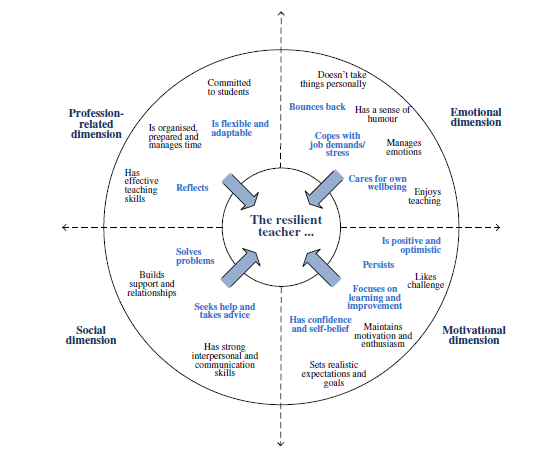 Profession-
related
dimension
Committed
to students
Is organised,
prepared and
manages time
Is flexible and
adaptable
Has
effective
teaching
skills
Reflects
Emotional
dimension
Doesn't take
things personally
Bounces back
Has a sense of
humour
Copes with
job demands/
stress
Manages
emotions
Cares for own
wellbeing
Enjoys
teaching
The resilient
teacher ...
Social
dimension
Solves
problems
Builds
support and
relationships
Seeks help and
takes advice
Has strong
interpersonal and
communication
skills
Motivational
dimension
Is positive and
optimistic
Persists
Likes
challenge
Focuses on
learning and
improvement
Has confidence
and self-belief
Maintains
motivation and
enthusiasm
Sets realistic
expectations and
goals